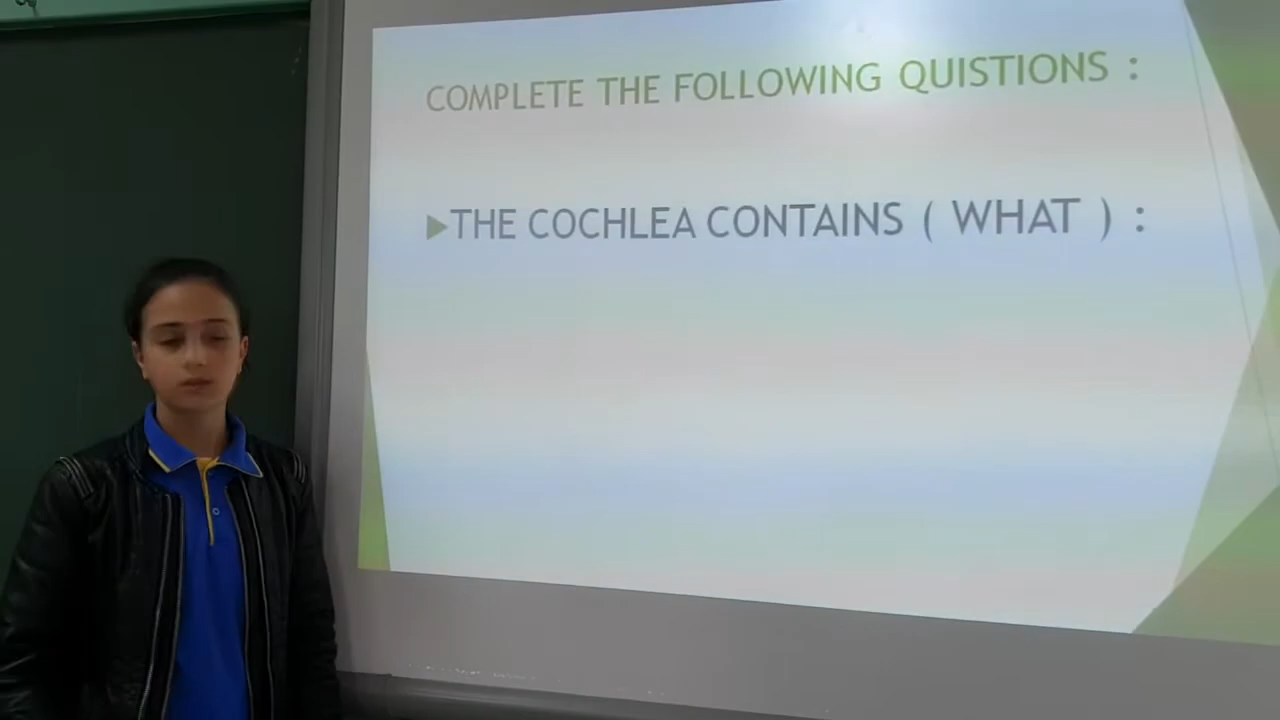 COMPLETE THE FOLLOWING QUISTIONS :
THE COCHLEA CONTAINS ( WHAT ) :